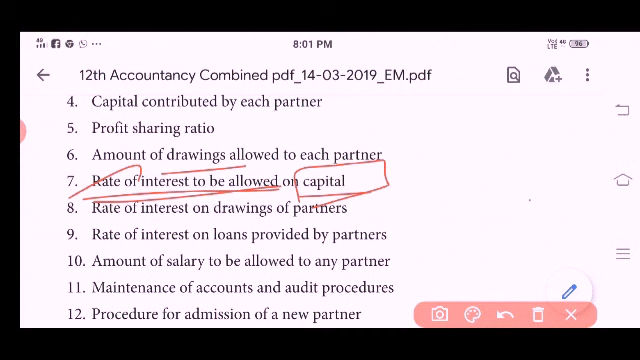 8:01 PM
12th Accountancy Combined pdf_14-03-2019_EM.pdf
4. Capital contributed by each partner
5. Profit sharing ratio
6. Amount of drawings allowed to each partner
7. Rate of interest to be allowed on capital
8. Rate of interest on drawings of partners
9. Rate of interest on loans provided by partners
10. Amount of salary to be allowed to any partner
11. Maintenance of accounts and audit procedures
12. Procedure for admission of a new partner